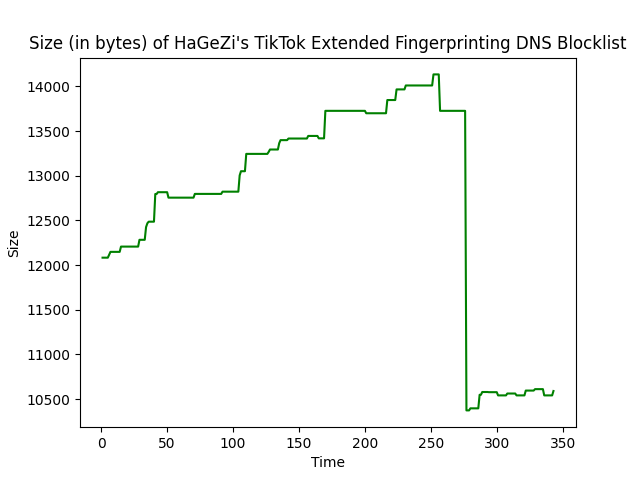 Size (in bytes) of HaGeZi's TikTok Extended Fingerprinting DNS Blocklist
14000
13500
13000
12500
12000
11500
11000
10500
Size
0 50 100 150 200 250 300 350
Time